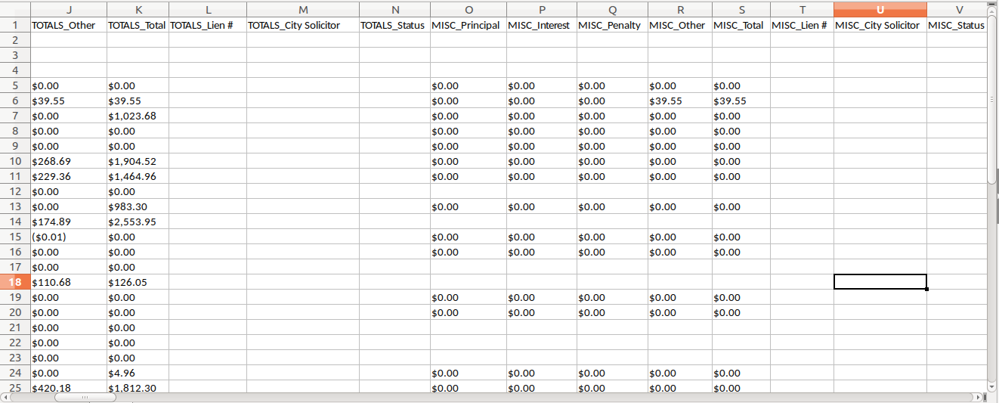 J K L M N O P Q R S T U V
1 TOTALS_Other TOTALS_Total TOTALS_Lien # TOTALS_City Solicitor TOTALS_Status MISC_Principal MISC_Interest MISC_Penalty MISC_Other MISC_Total MISC_Lien # MISC_City Solicitor MISC_Status
2
3
4
5 $0.00 $0.00 $0.00 $0.00 $0.00 $0.00 $0.00
6 $39.55 $39.55 $0.00 $0.00 $0.00 $39.55 $39.55
7 $0.00 $1,023.68 $0.00 $0.00 $0.00 $0.00 $0.00
8 $0.00 $0.00 $0.00 $0.00 $0.00 $0.00 $0.00
9 $0.00 $0.00 $0.00 $0.00 $0.00 $0.00 $0.00
10 $268.69 $1,904.52 $0.00 $0.00 $0.00 $0.00 $0.00
11 $229.36 $1,464.96 $0.00 $0.00 $0.00 $0.00 $0.00
12 $0.00 $0.00
13 $0.00 $983.30 $0.00 $0.00 $0.00 $0.00 $0.00
14 $174.89 $2,553.95
15 ($0.01) $0.00 $0.00 $0.00 $0.00 $0.00 $0.00
16 $0.00 $0.00 $0.00 $0.00 $0.00 $0.00 $0.00
17 $0.00 $0.00
18 $110.68 $126.05
19 $0.00 $0.00 $0.00 $0.00 $0.00 $0.00 $0.00
20 $0.00 $0.00 $0.00 $0.00 $0.00 $0.00 $0.00
21 $0.00 $0.00
22 $0.00 $0.00
23 $0.00 $0.00
24 $0.00 $4.96 $0.00 $0.00 $0.00 $0.00 $0.00
25 $420.18 $1,812.30 $0.00 $0.00 $0.00 $0.00 $0.00